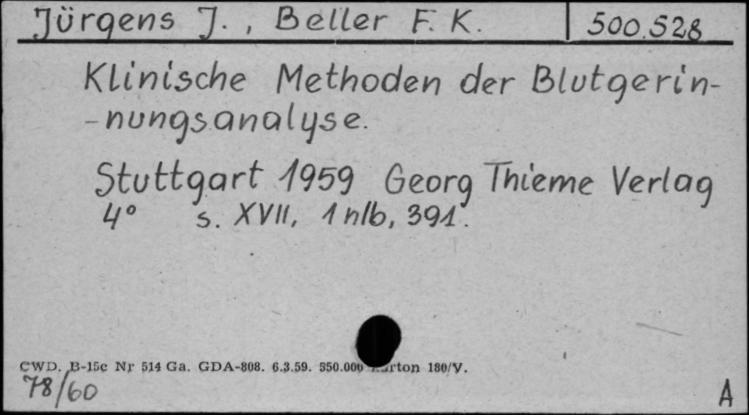 Jürgens J., Beller F. K. 500.528
Klinische Methoden der Blutgerin-
-nungsanalyse.
Stuttgart 1959 Georg Thieme Verlag
4° s. XVII, 1 nlb, 391.
CWD. B-15c Nr 514 Ga. GDA-808. 6.3.59. 550.000 180/V.
78/60
A